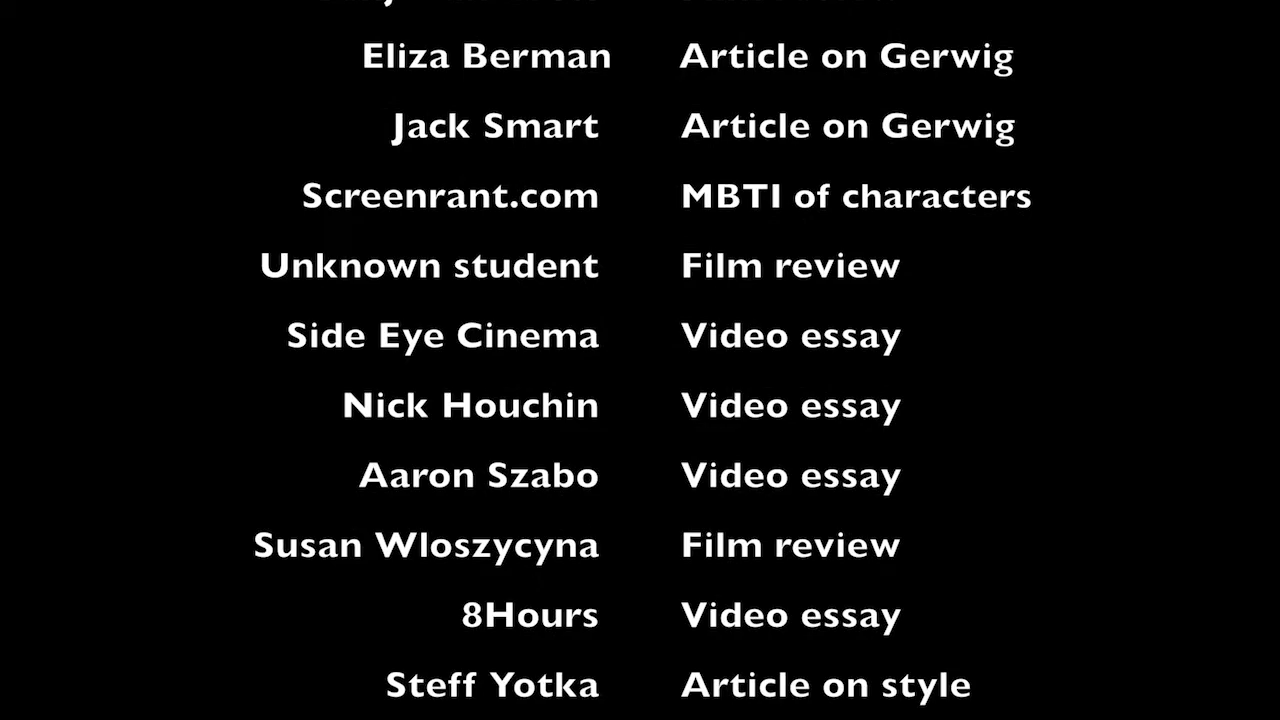 Eliza Berman Article on Gerwig
Jack Smart Article on Gerwig
Screenrant.com MBTI of characters
Unknown student Film review
Side Eye Cinema Video essay
Nick Houchin Video essay
Aaron Szabo Video essay
Susan Wloszycyna Film review
8Hours Video essay
Steff Yotka Article on style